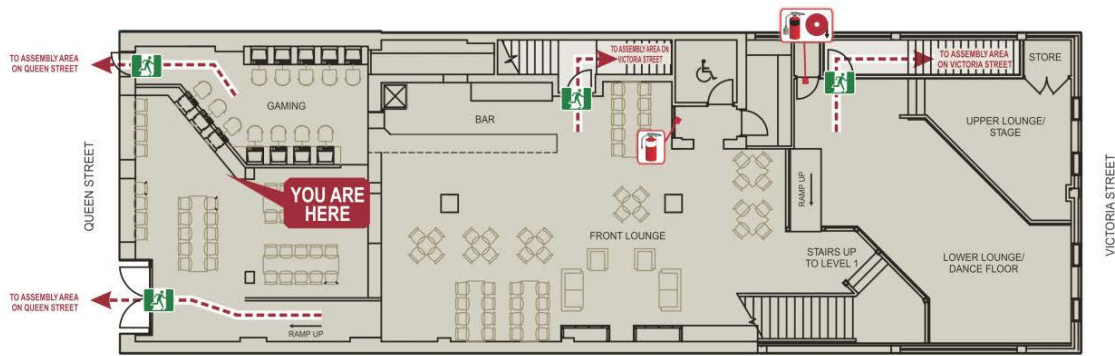 TO ASSEMBLY AREA
ON QUEEN STREET
GAMING
TO ASSEMBLY AREA ON
VICTORIA STREET
TO ASSEMBLY AREA
ON VICTORIA STREET
STORE
BAR
UPPER LOUNGE/
STAGE
QUEEN STREET
YOU ARE
HERE
RAMP UP
VICTORIA STREET
FRONT LOUNGE
STAIRS UP
TO LEVEL 1
LOWER LOUNGE/
DANCE FLOOR
TO ASSEMBLY AREA
ON QUEEN STREET
RAMP UP